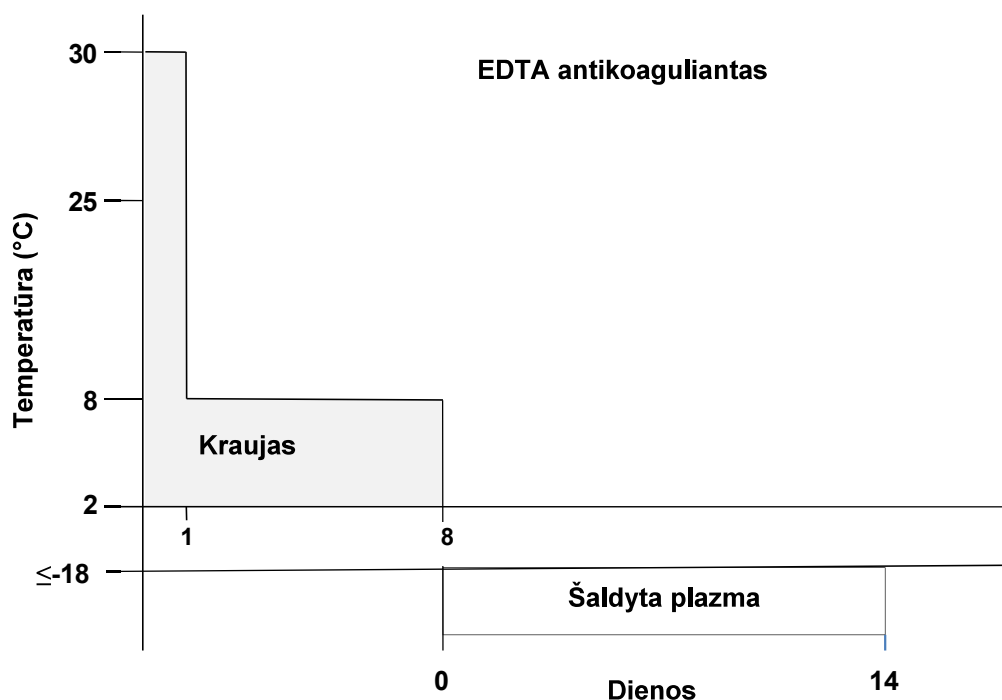 30
EDTA antikoaguliantas
25
Temperatūra (°C)
8
Kraujas
2
1
8
≤-18
Šaldyta plazma
0
14
Dienos